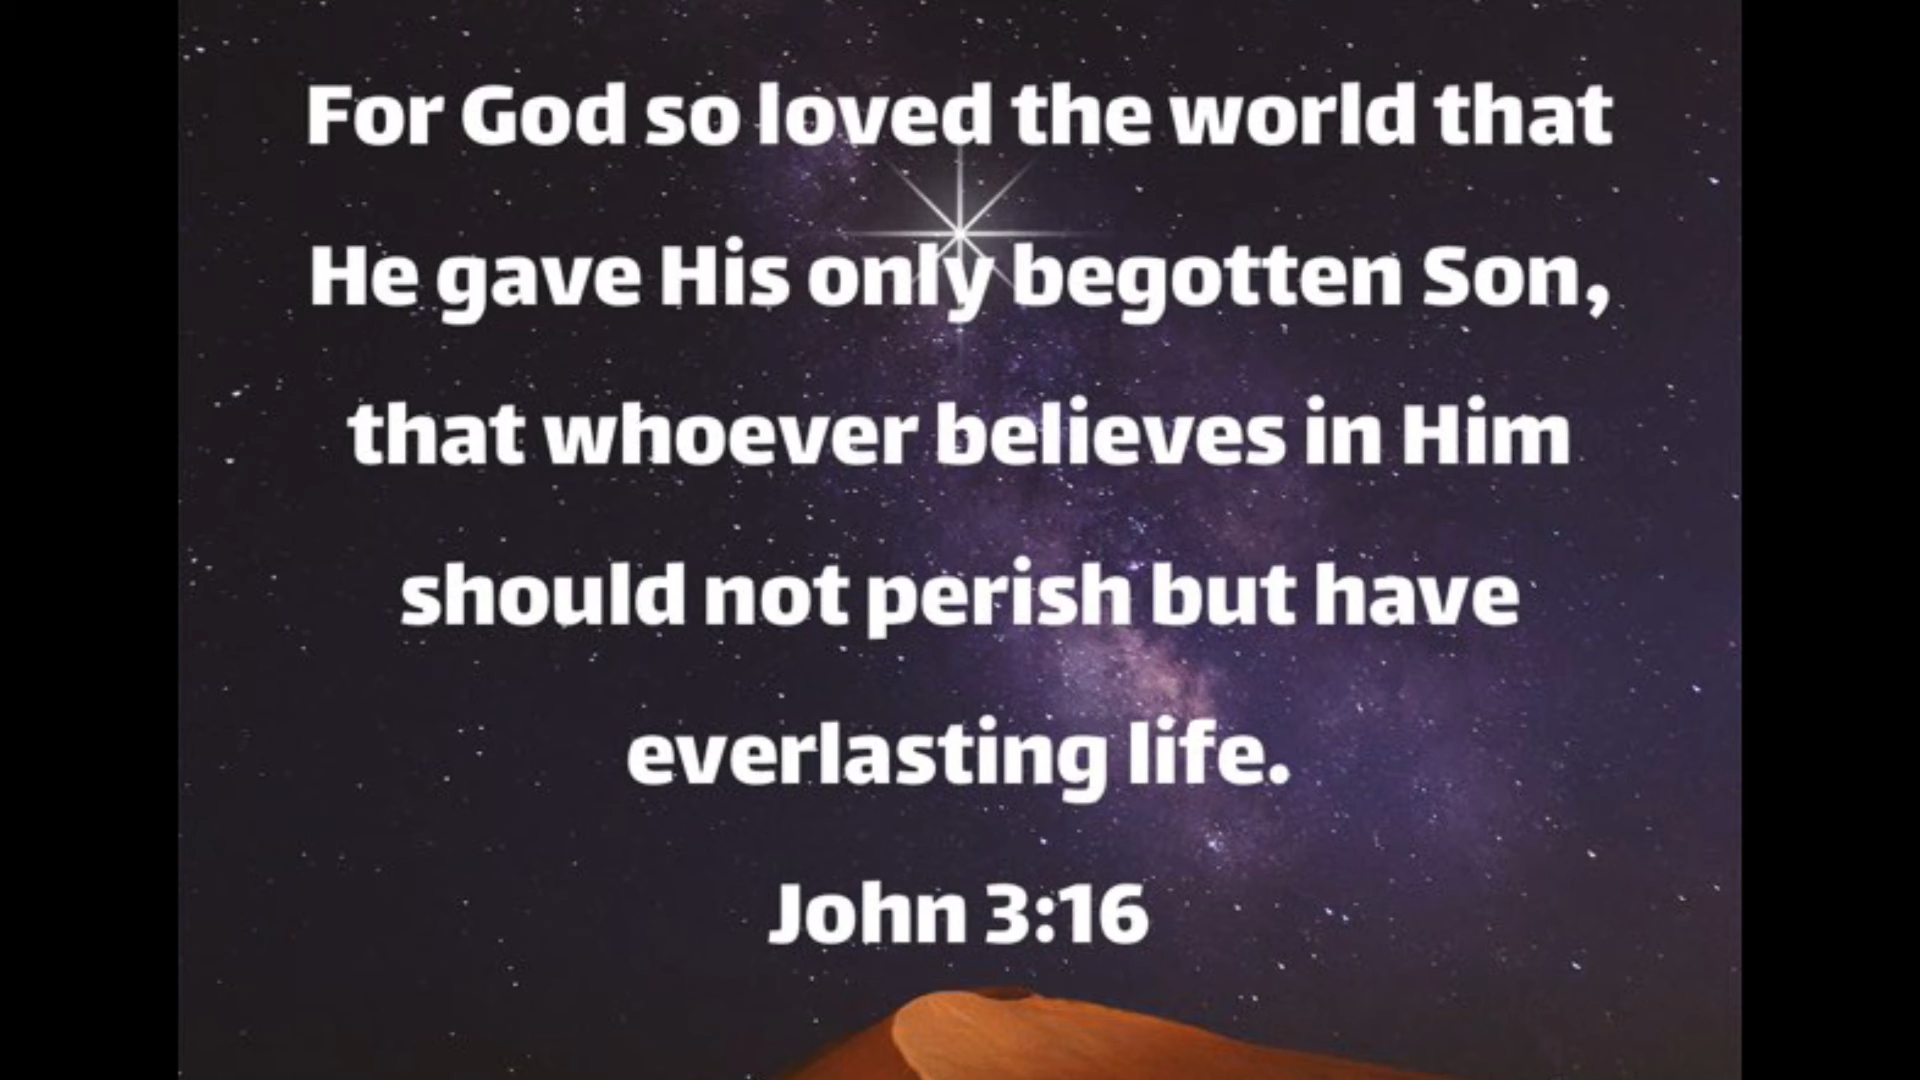 For God so loved the world that
He gave His only begotten Son,
that whoever believes in Him
should not perish but have
everlasting life.
John 3:16